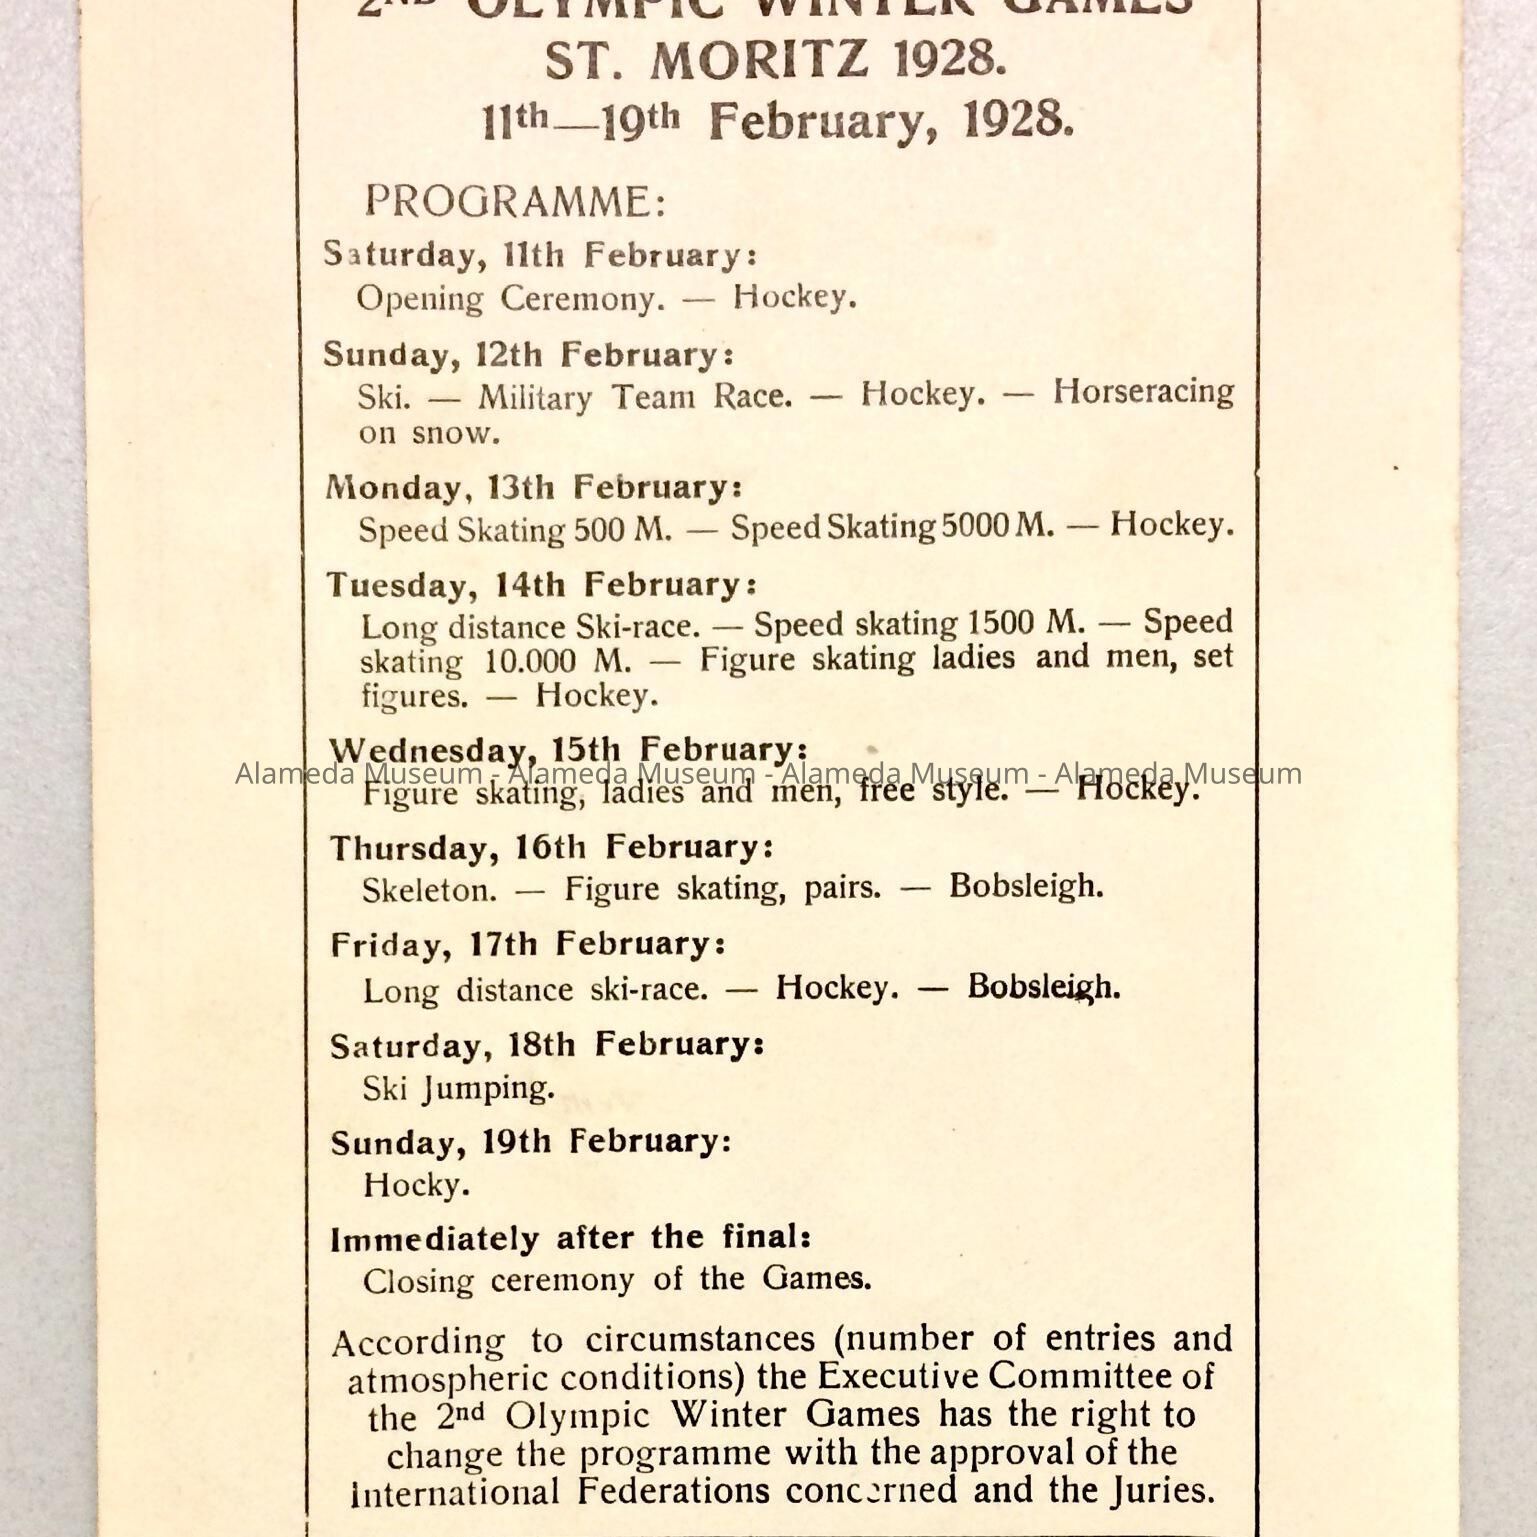 2ND OLYMPIC WINTER GAMES
ST. MORITZ 1928.
11th—19th February, 1928.
PROGRAMME:
Saturday, 11th February:
Opening Ceremony. — Hockey.
Sunday, 12th February:
Ski. — Military Team Race. — Hockey. — Horseracing
on snow.
Monday, 13th February:
Speed Skating 500 M. — Speed Skating 5000 M. — Hockey.
Tuesday, 14th February:
Long distance Ski-race. — Speed skating 1500 M. — Speed
skating 10.000 M. — Figure skating ladies and men, set
figures. — Hockey.
Wednesday, 15th February:
Alameda Museum - Alameda Museum - Alameda Museum - Alameda Museum
Figure skating, ladies and men, free style. — Hockey.
Thursday, 16th February:
Skeleton. — Figure skating, pairs. — Bobsleigh.
Friday, 17th February:
Long distance ski-race. — Hockey. — Bobsleigh.
Saturday, 18th February:
Ski Jumping.
Sunday, 19th February:
Hocky.
Immediately after the final:
Closing ceremony of the Games.
According to circumstances (number of entries and
atmospheric conditions) the Executive Committee of
the 2nd Olympic Winter Games has the right to
change the programme with the approval of the
International Federations concerned and the Juries.